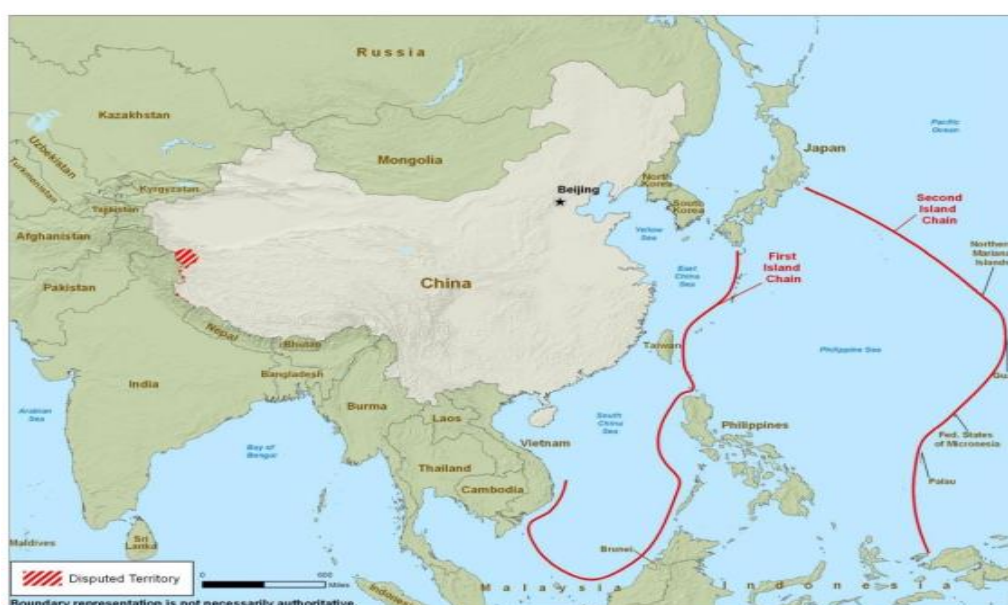 Russia
Kazakhstan
Pacific
Ocean
Uzbekistan
Mongolia
Japan
Turkmenistan
Kyrgyzstan
North
Korea
Beijing
Second
Island
Chain
Tajikistan
South
Korea
Afghanistan
Yellow
Sea
Northern
Mariana
Islands
First
Island
Chain
East
China
Sea
Pakistan
China
Nepal
Bhutan
Taiwan
Philippine Sea
Bangladesh
India
Gu
Burma
Arabian
Sea
Laos
South
China
Sea
Philippines
Vietnam
Fed. States
of Micronesia
Bay of
Bengal
Thailand
Cambodia
Palau
Maldives
Sri
Lanka
Brunei
Disputed Territory
0
600
Miles
Malaysia
Indonesia
Indonesia
Boundary representation is not necessarily authoritative